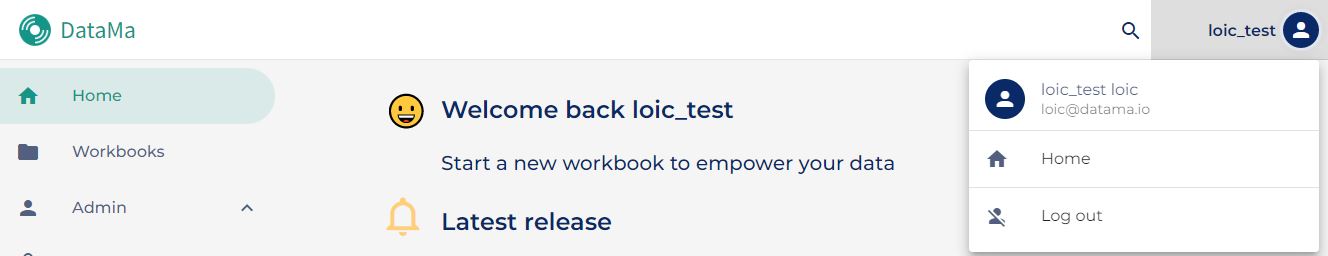 DataMa
loic_test
Home
Workbooks
Admin
Welcome back loic_test
Start a new workbook to empower your data
Latest release
loic_test loic
loic@datama.io
Home
Log out